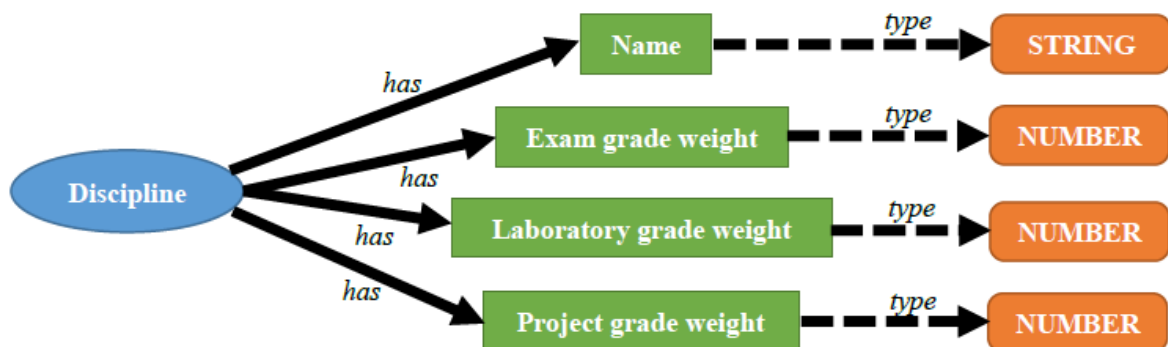 Name
type
STRING
has
Exam grade weight
type
NUMBER
has
Discipline
Laboratory grade weight
type
NUMBER
has
Project grade weight
type
NUMBER
has